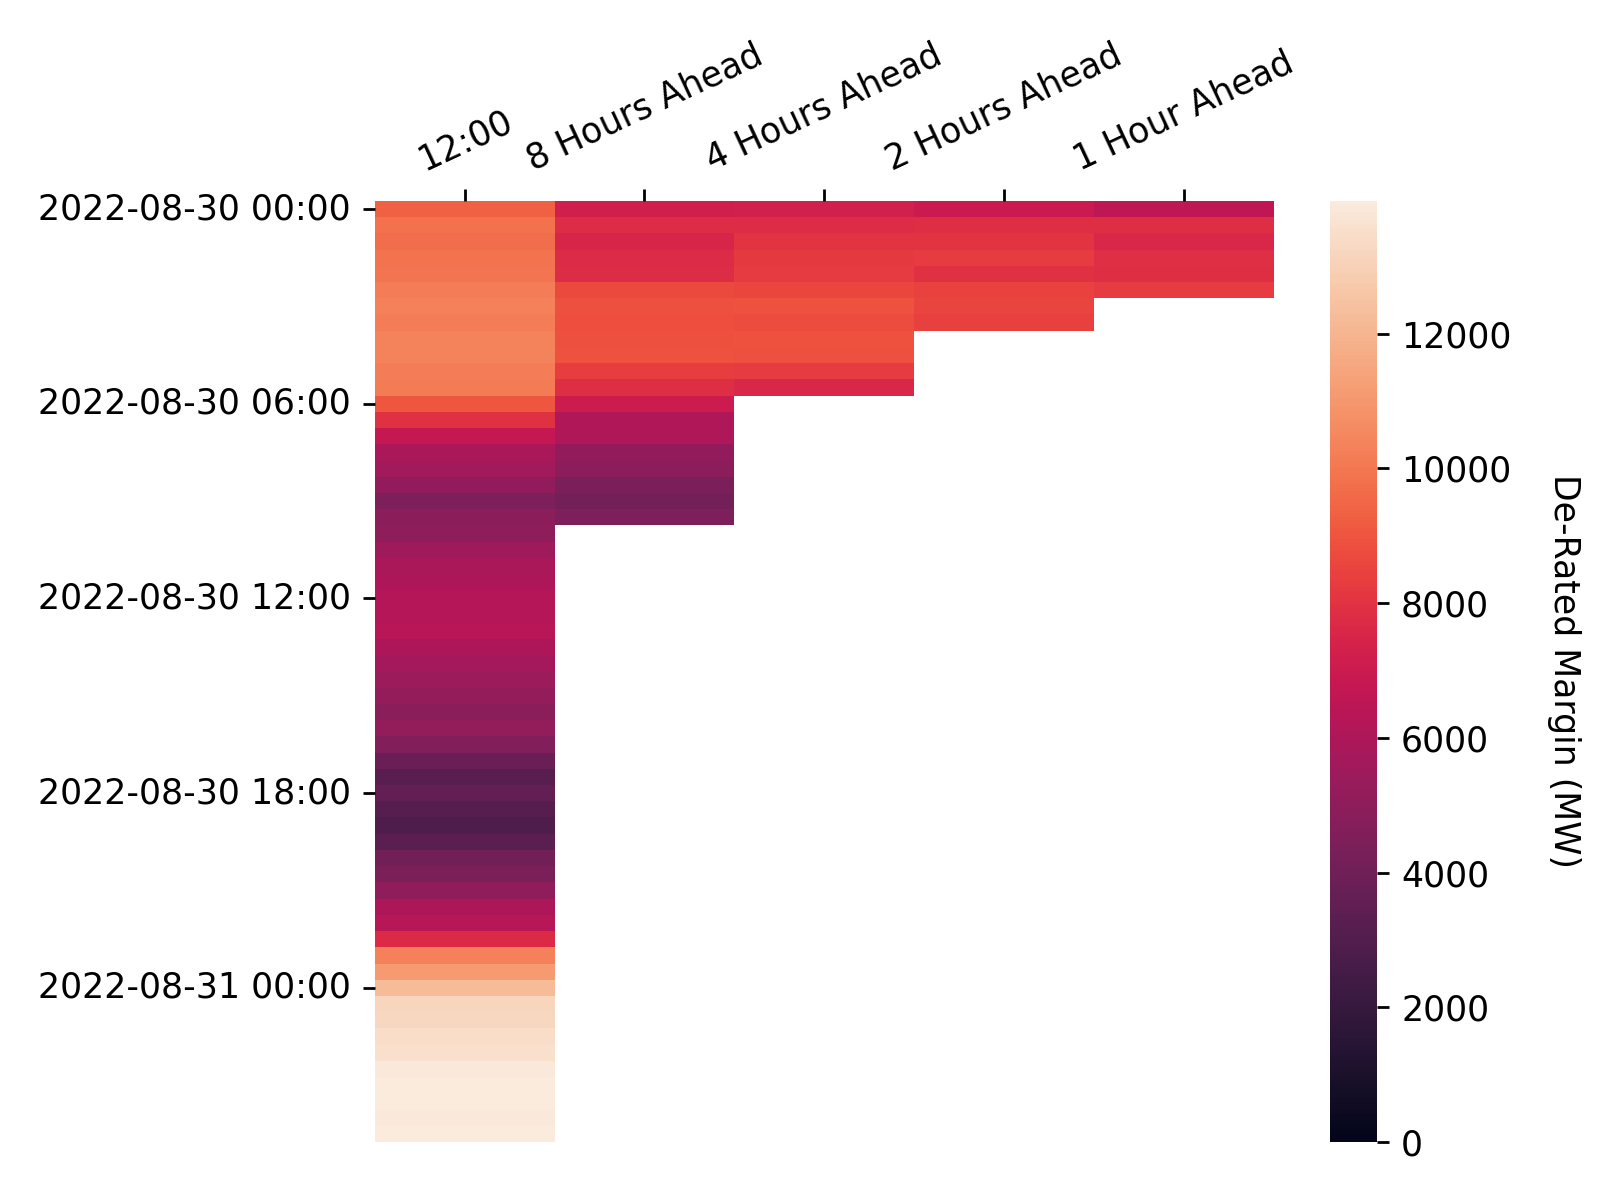 12:00
8 Hours Ahead
4 Hours Ahead
2 Hours Ahead
1 Hour Ahead
2022-08-30 00:00
2022-08-30 06:00
2022-08-30 12:00
2022-08-30 18:00
2022-08-31 00:00
12000
10000
8000
6000
4000
2000
0
De-Rated Margin (MW)